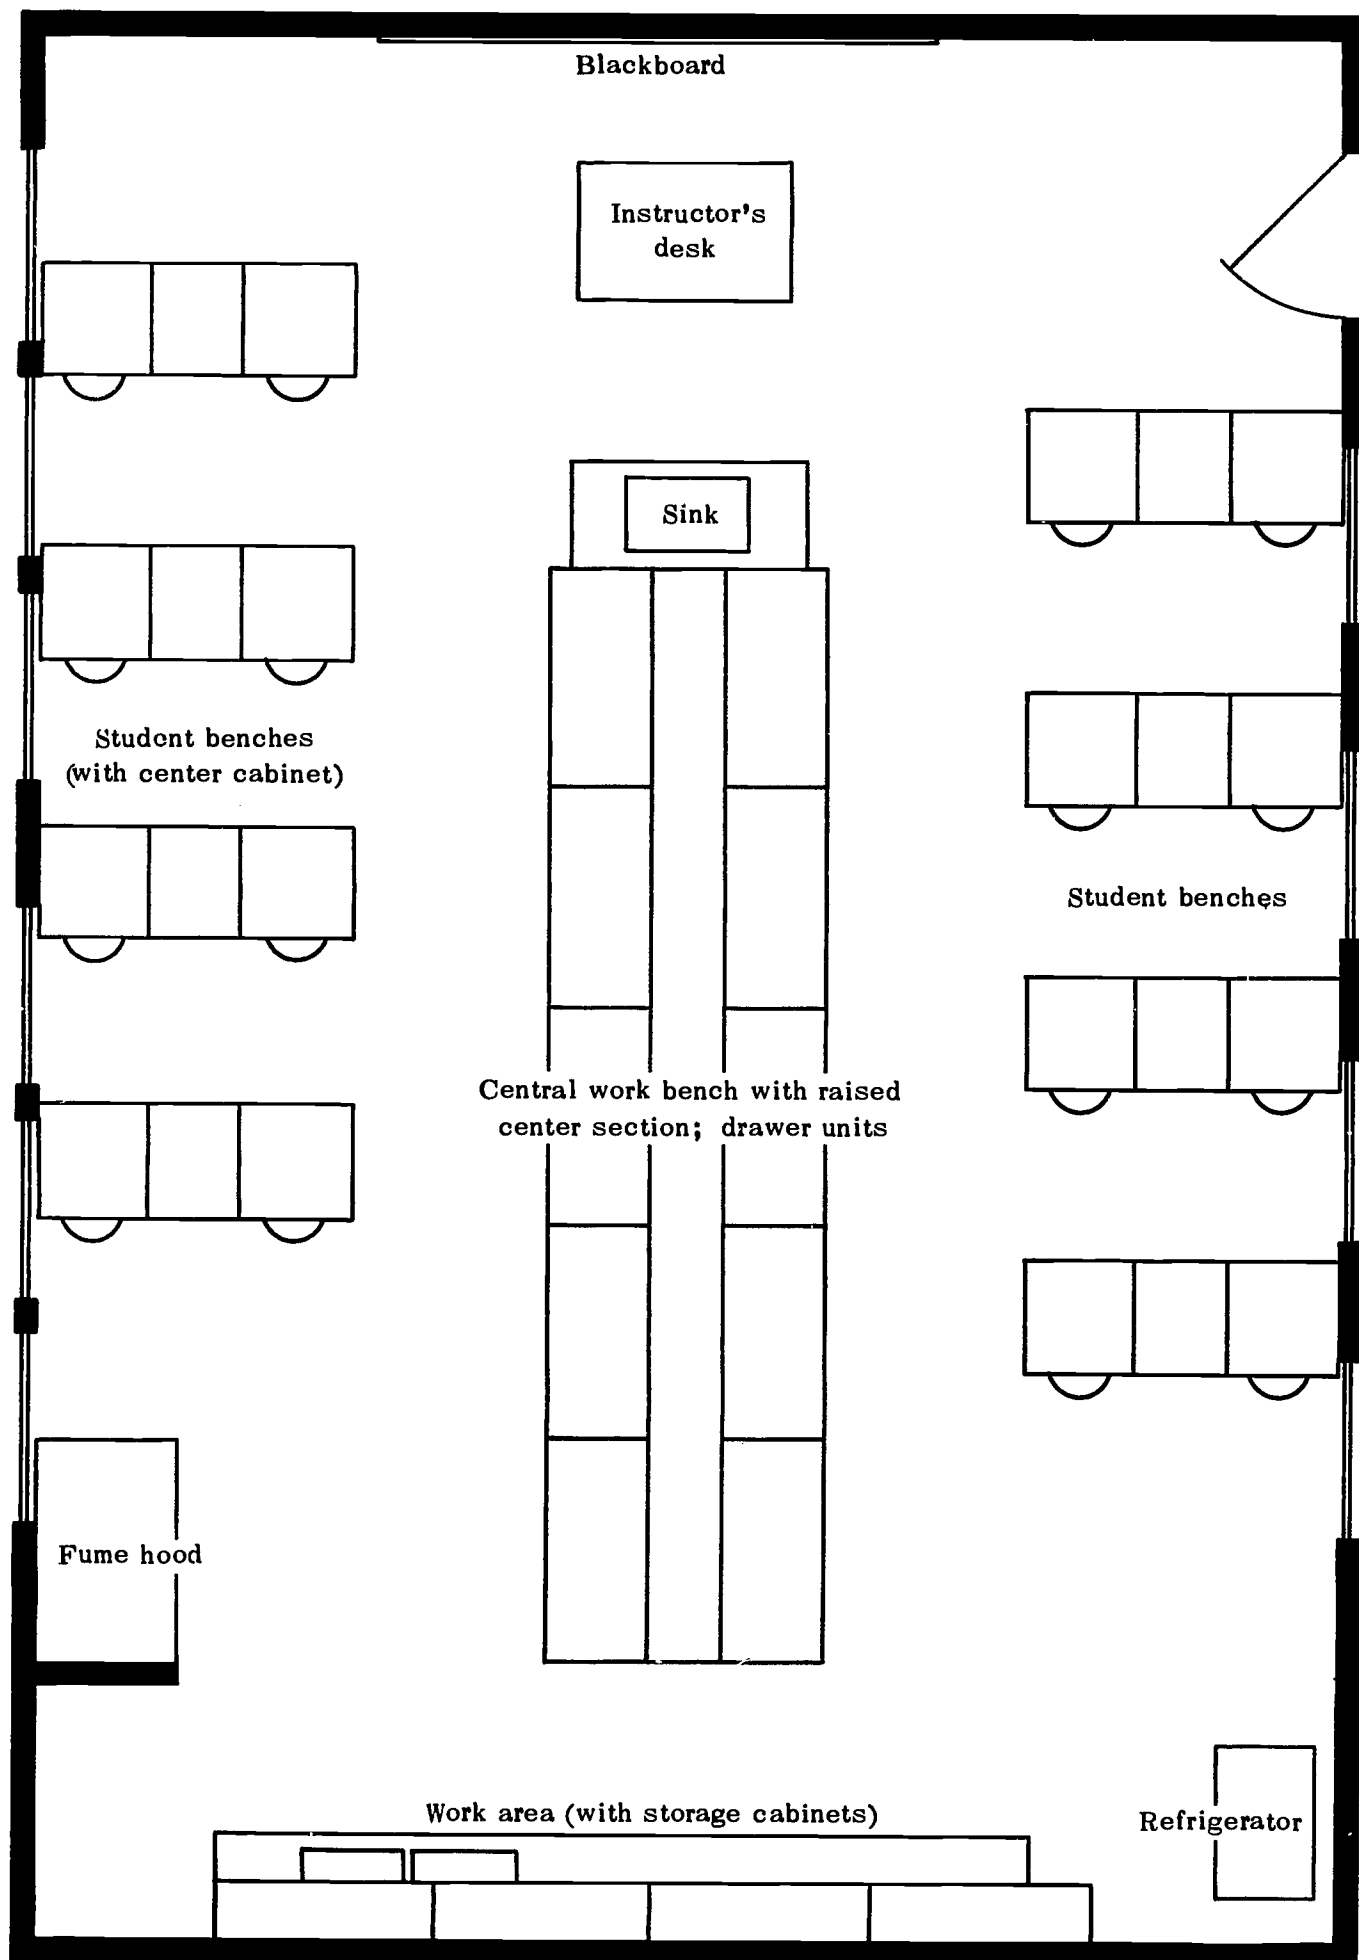 Blackboard
Instructor's
desk
Sink
Student benches
(with center cabinet)
Student benches
Central work bench with raised
center section; drawer units
Fume hood
Work area (with storage cabinets)
Refrigerator